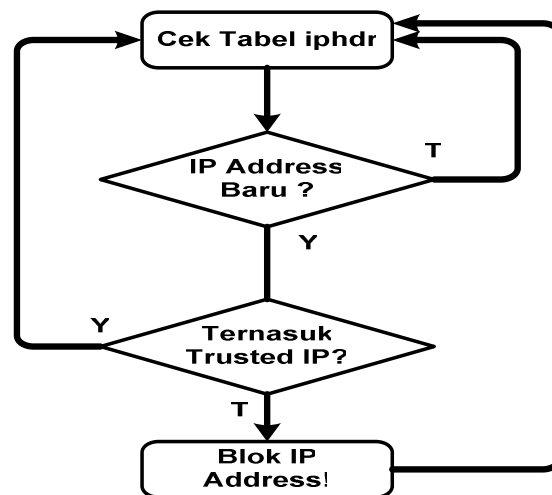 Cek Tabel iphdr
IP Address
Baru ?
T
Y
Y
Ternasuk
Trusted IP?
T
Blok IP
Address!